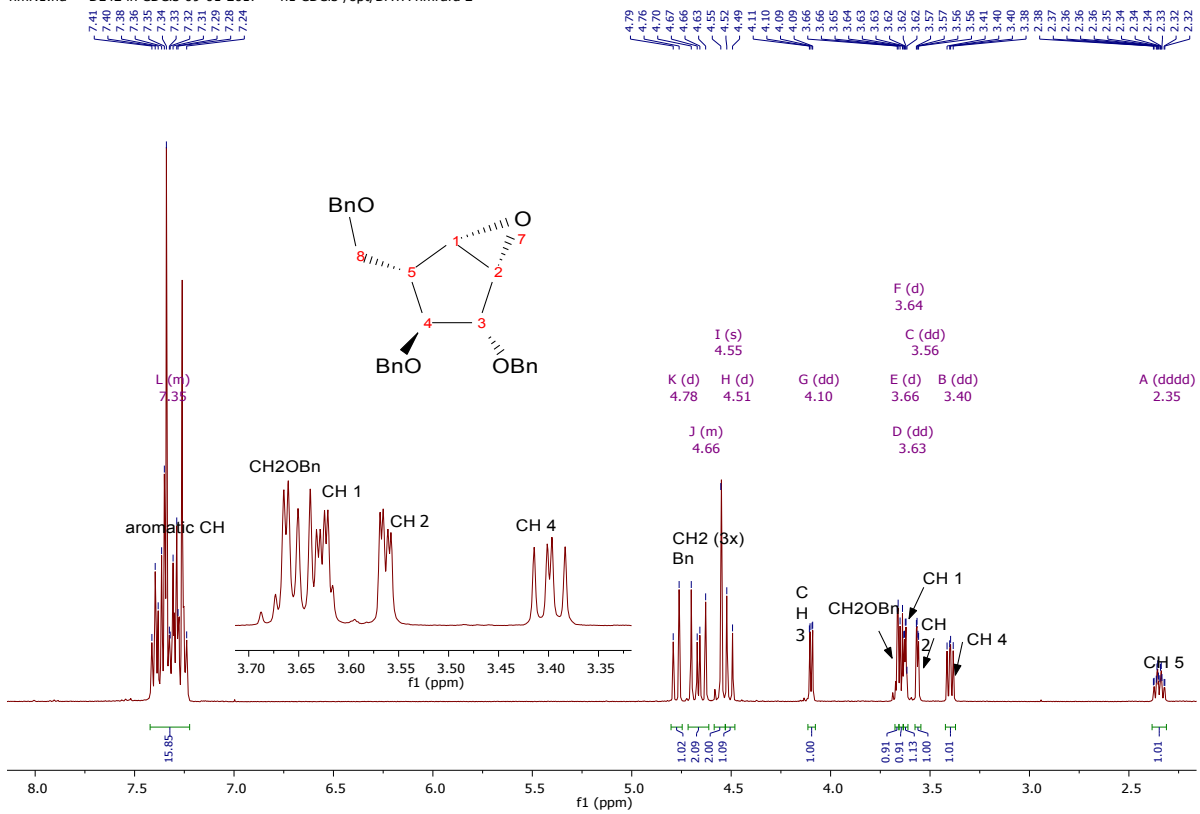 7.41 7.40 7.38 7.36 7.35 7.34 7.33 7.32 7.31 7.29 7.28 7.24
4.79 4.76 4.70 4.67 4.66 4.63 4.55 4.52 4.49 4.11 4.10 4.09 4.09 3.66 3.66 3.65 3.64 3.63 3.63 3.62 3.62 3.62 3.57 3.57 3.56 3.56 3.41 3.40 3.40 3.38 2.38 2.37 2.36 2.36 2.36 2.35 2.34 2.34 2.34 2.33 2.32 2.32
BnO
O
1
7
8
5
2
4
3
BnO
OBn
F (d)
3.64
I (s)
4.55
C (dd)
3.56
L (m)
7.35
K (d)
4.78
H (d)
4.51
G (dd)
4.10
E (d)
3.66
B (dd)
3.40
A (dddd)
2.35
J (m)
4.66
D (dd)
3.63
CH2OBn
CH 1
CH 2
CH 4
aromatic CH
3.70 3.65 3.60 3.55 3.50 3.45 3.40 3.35
f1 (ppm)
CH2 (3x)
Bn
C
H
3
CH2OBn
CH 1
CH
2
CH 4
CH 5
15.85 1.02 2.09 2.00 1.09 1.00 0.91 0.91 1.13 1.00 1.01 1.01
8.0 7.5 7.0 6.5 6.0 5.5 5.0 4.5 4.0 3.5 3.0 2.5
f1 (ppm)